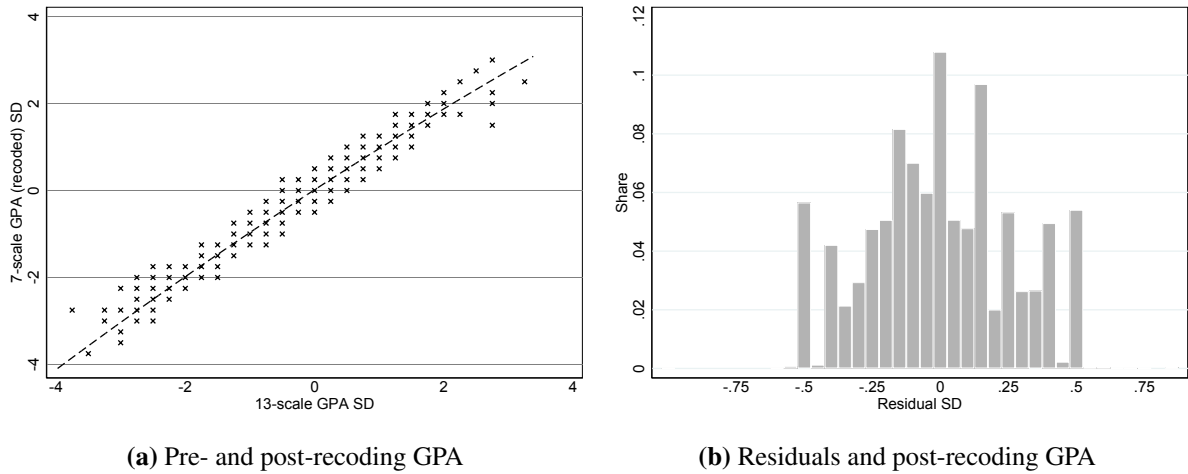 4
2
0
-2
-4
7-scale GPA (recoded) SD
-4 -2 0 2 4
13-scale GPA SD
(a) Pre- and post-recoding GPA
.12
.1
.08
.06
.04
.02
0
Share
-.75 -.5 -.25 0 .25 .5 .75
Residual SD
(b) Residuals and post-recoding GPA